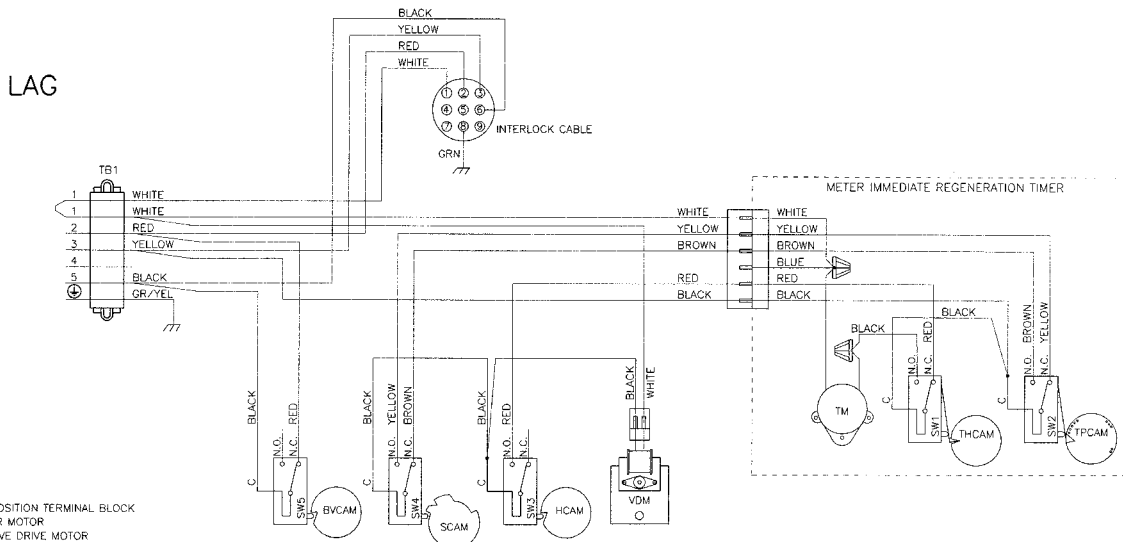 BLACK
YELLOW
RED
WHITE
LAG
1 2 3
4 5 6
7 8 9
INTERLOCK CABLE
GRN
TB1
1 WHITE
1 WHITE
2 RED
3 YELLOW
4
5 BLACK
GR/YEL
METER IMMEDIATE REGENERATION TIMER
WHITE WHITE
YELLOW YELLOW
BROWN BROWN
BLUE
RED RED
BLACK BLACK
BLACK
BLACK
N.O.
N.C. RED
N.O. BROWN
N.C. YELLOW
C
C
TM
SW1
THCAM
SW2
TPCAM
BLACK
N.O.
N.C. RED
BLACK
N.O. YELLOW
N.C. BROWN
BLACK
N.O. RED
N.C.
BLACK
WHITE
C
C
C
SW5
BVCAM
SW4
SCAM
SW3
HCAM
VDM
OSITION TERMINAL BLOCK
R MOTOR
VE DRIVE MOTOR